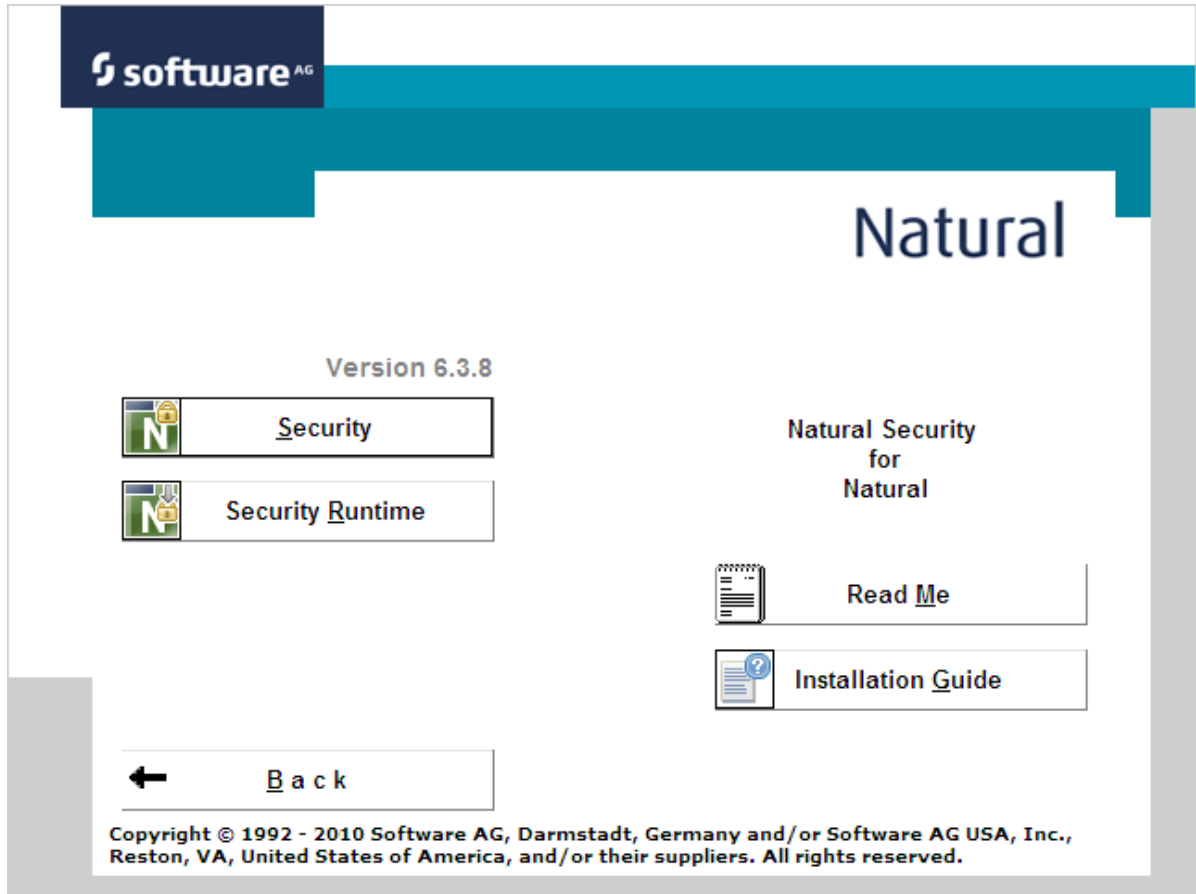 software AG
Natural
Version 6.3.8
Security
Security Runtime
Natural Security
for
Natural
Read Me
Installation Guide
Back
Copyright © 1992 - 2010 Software AG, Darmstadt, Germany and/or Software AG USA, Inc.,
Reston, VA, United States of America, and/or their suppliers. All rights reserved.